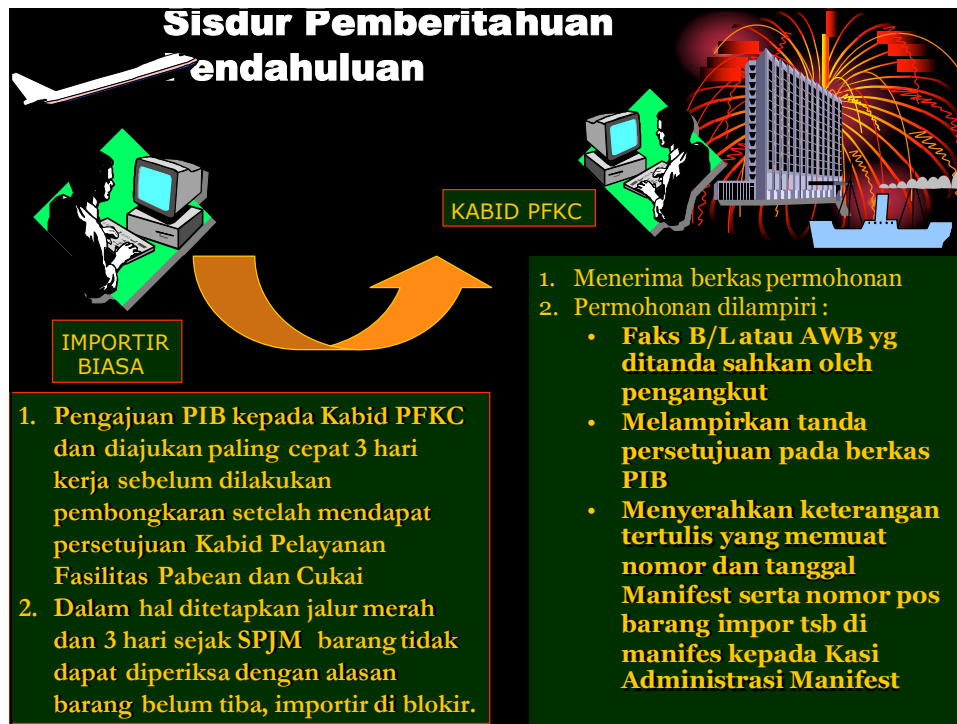 Sisdur Pemberitahuan
Pendahuluan
KABID PFKC
IMPORTIR
BIASA
1. Pengajuan PIB kepada Kabid PFKC
dan diajukan paling cepat 3 hari
kerja sebelum dilakukan
pembongkaran setelah mendapat
persetujuan Kabid Pelayanan
Fasilitas Pabean dan Cukai
2. Dalam hal ditetapkan jalur merah
dan 3 hari sejak SPJM barang tidak
dapat diperiksa dengan alasan
barang belum tiba, importir di blokir.
1. Menerima berkas permohonan
2. Permohonan dilampiri :
• Faks B/L atau AWB yg
ditanda sahkan oleh
pengangkut
• Melampirkan tanda
persetujuan pada berkas
PIB
• Menyerahkan keterangan
tertulis yang memuat
nomor dan tanggal
Manifest serta nomor pos
barang impor tsb di
manifes kepada Kasi
Administrasi Manifest